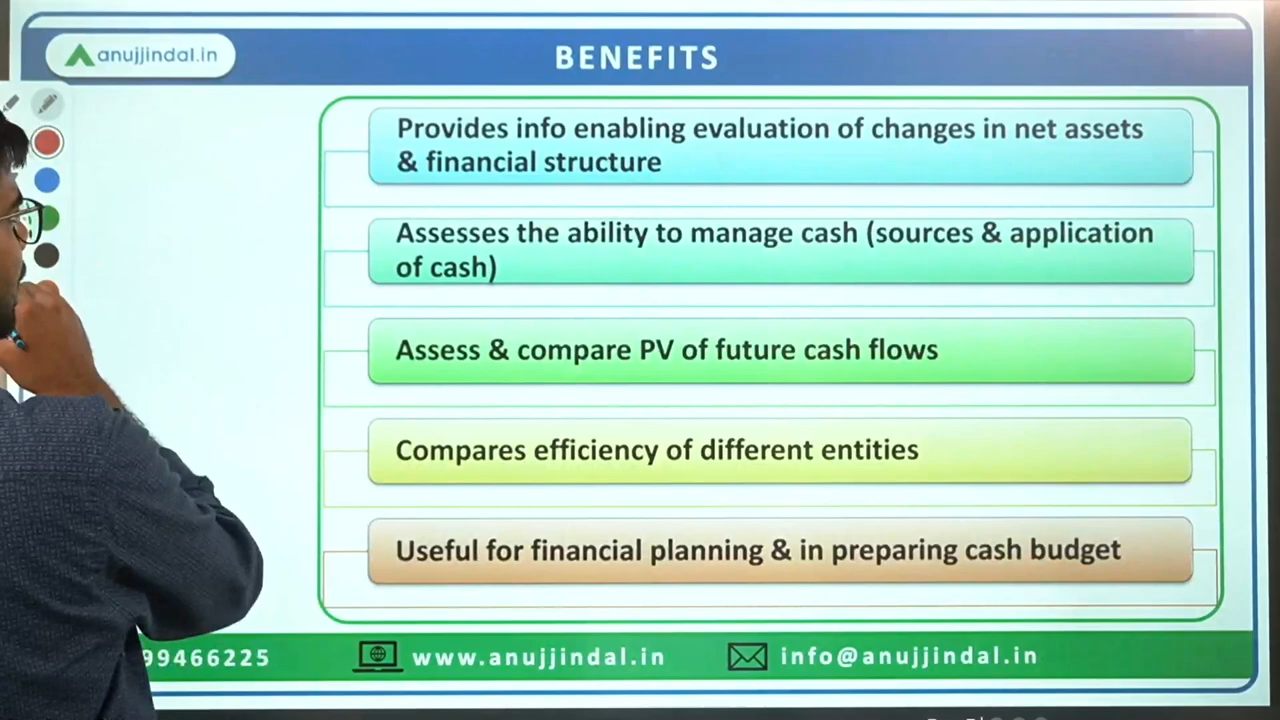 anujjindal.in
BENEFITS
Provides info enabling evaluation of changes in net assets
& financial structure
Assesses the ability to manage cash (sources & application
of cash)
Assess & compare PV of future cash flows
Compares efficiency of different entities
Useful for financial planning & in preparing cash budget
99466225
www.anujjindal.in
info@anujjindal.in